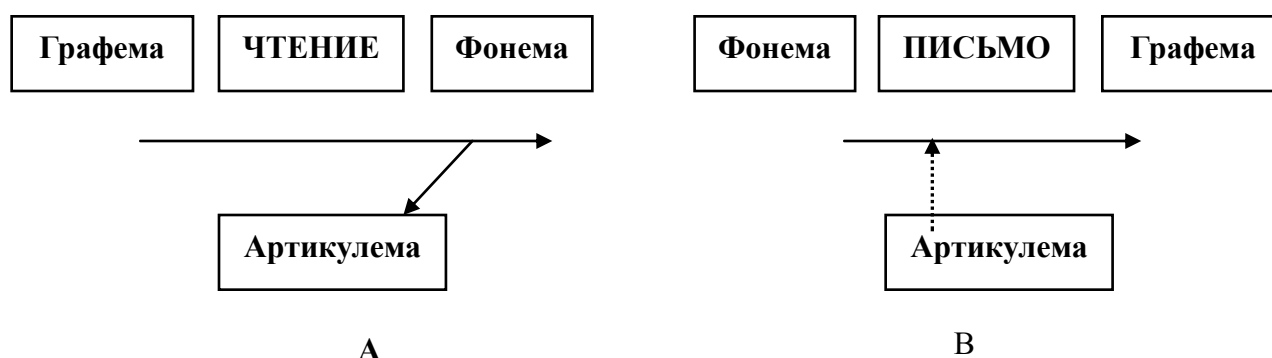 Графема ЧТЕНИЕ Фонема
Артикулема
А
Фонема ПИСЬМО Графема
Артикулема
В